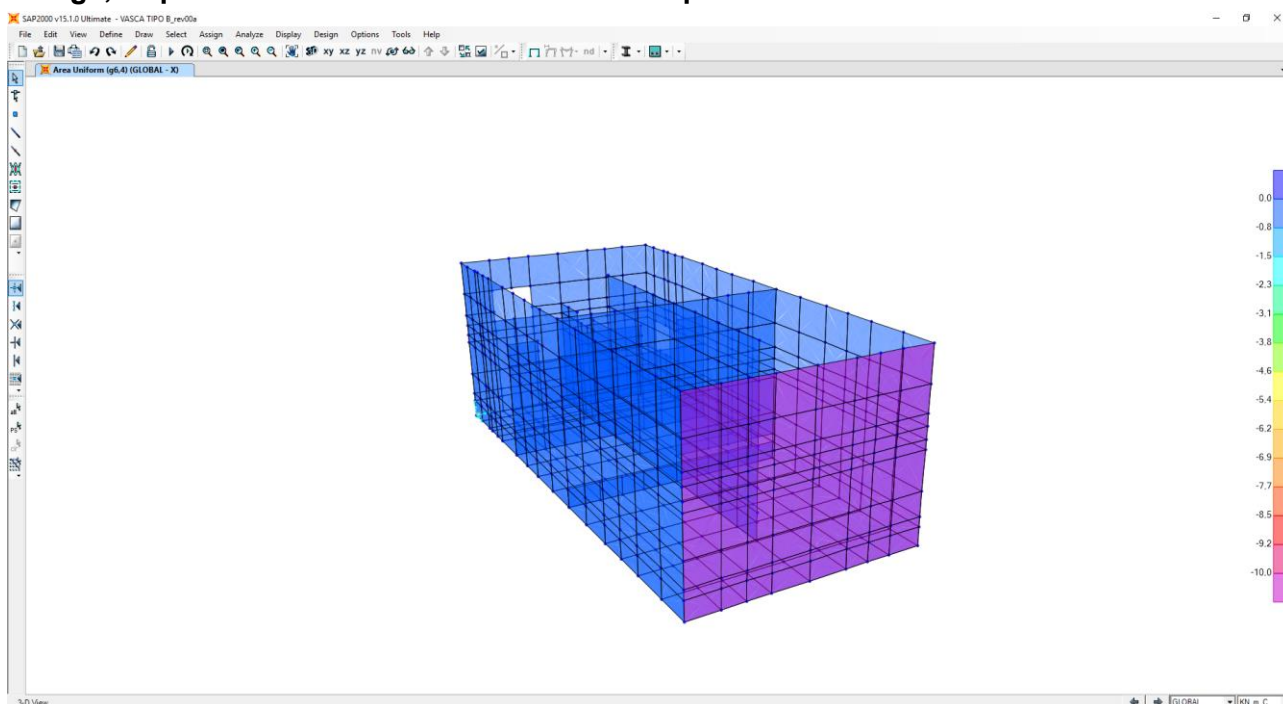 SAP2000 v15.1.0 Ultimate - VASCA TIPO B_rev00a
File Edit View Define Draw Select Assign Analyze Display Design Options Tools Help
xy xz yz nv nd
Area Uniform (g6,4) (GLOBAL - X)
0.0
-0.8
-1.5
-2.3
-3.1
-3.8
-4.6
-5.4
-6.2
-6.9
-7.7
-8.5
-9.2
-10.0
3-D View GLOBAL KN, m, C